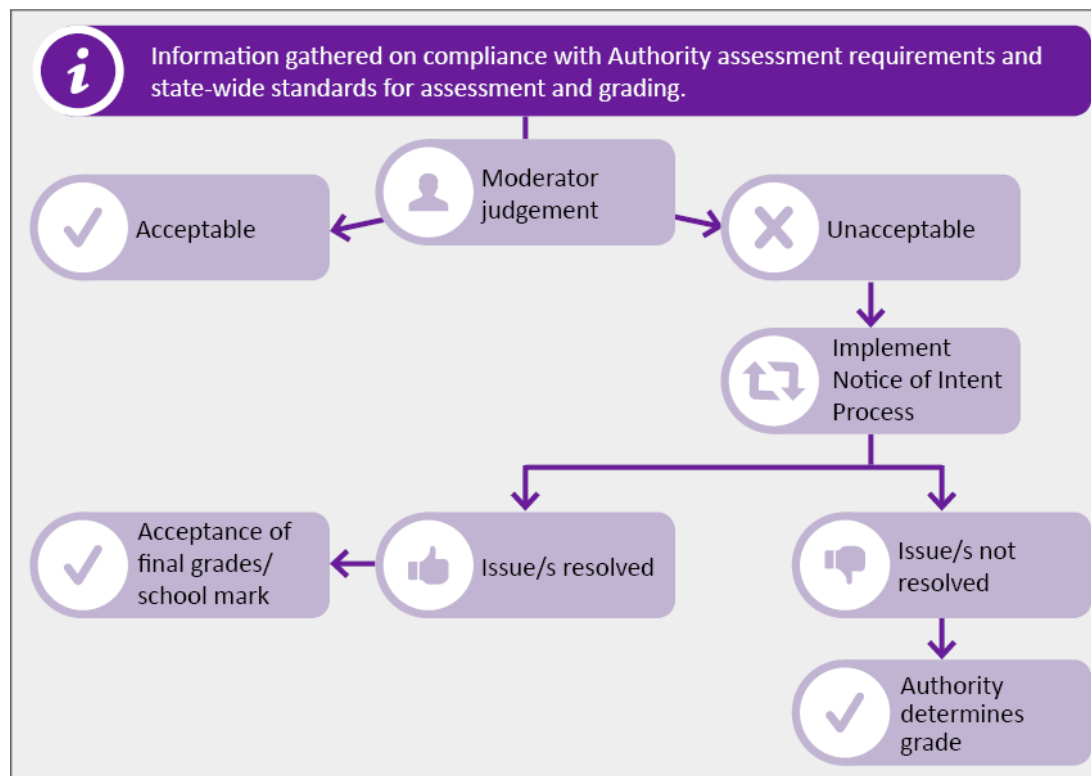 Information gathered on compliance with Authority assessment requirements and
state-wide standards for assessment and grading.
Moderator
judgement
Acceptable
Unacceptable
Implement
Notice of Intent
Process
Acceptance of
final grades/
school mark
Issue/s resolved
Issue/s not
resolved
Authority
determines
grade